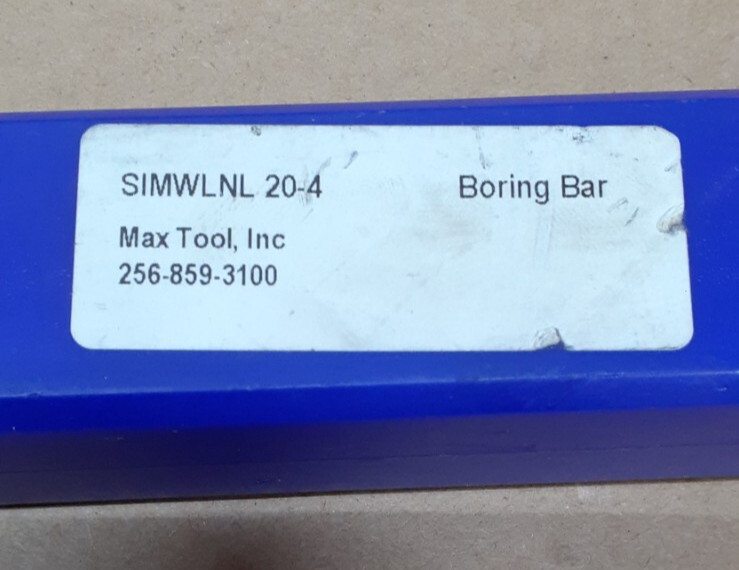 SIMWLNL 20-4 Boring Bar
Max Tool, Inc
256-859-3100